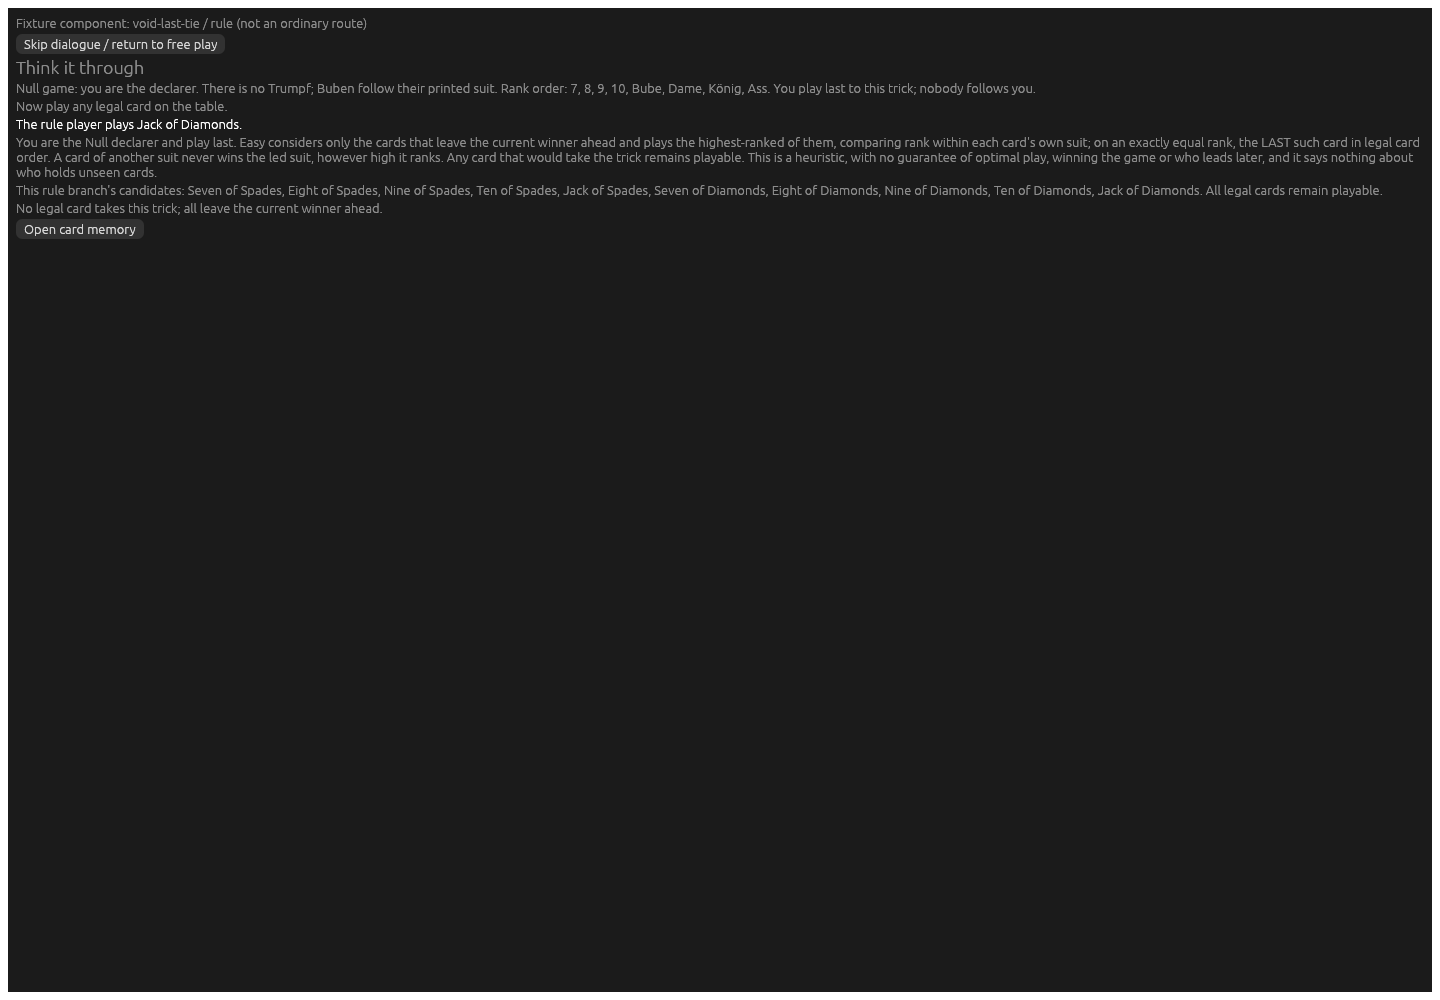 Fixture component: void-last-tie / rule (not an ordinary route)
Skip dialogue / return to free play
Think it through
Null game: you are the declarer. There is no Trumpf; Buben follow their printed suit. Rank order: 7, 8, 9, 10, Bube, Dame, König, Ass. You play last to this trick; nobody follows you.
Now play any legal card on the table.
The rule player plays Jack of Diamonds.
You are the Null declarer and play last. Easy considers only the cards that leave the current winner ahead and plays the highest-ranked of them, comparing rank within each card's own suit; on an exactly equal rank, the LAST such card in legal card
order. A card of another suit never wins the led suit, however high it ranks. Any card that would take the trick remains playable. This is a heuristic, with no guarantee of optimal play, winning the game or who leads later, and it says nothing about
who holds unseen cards.
This rule branch's candidates: Seven of Spades, Eight of Spades, Nine of Spades, Ten of Spades, Jack of Spades, Seven of Diamonds, Eight of Diamonds, Nine of Diamonds, Ten of Diamonds, Jack of Diamonds. All legal cards remain playable.
No legal card takes this trick; all leave the current winner ahead.
Open card memory